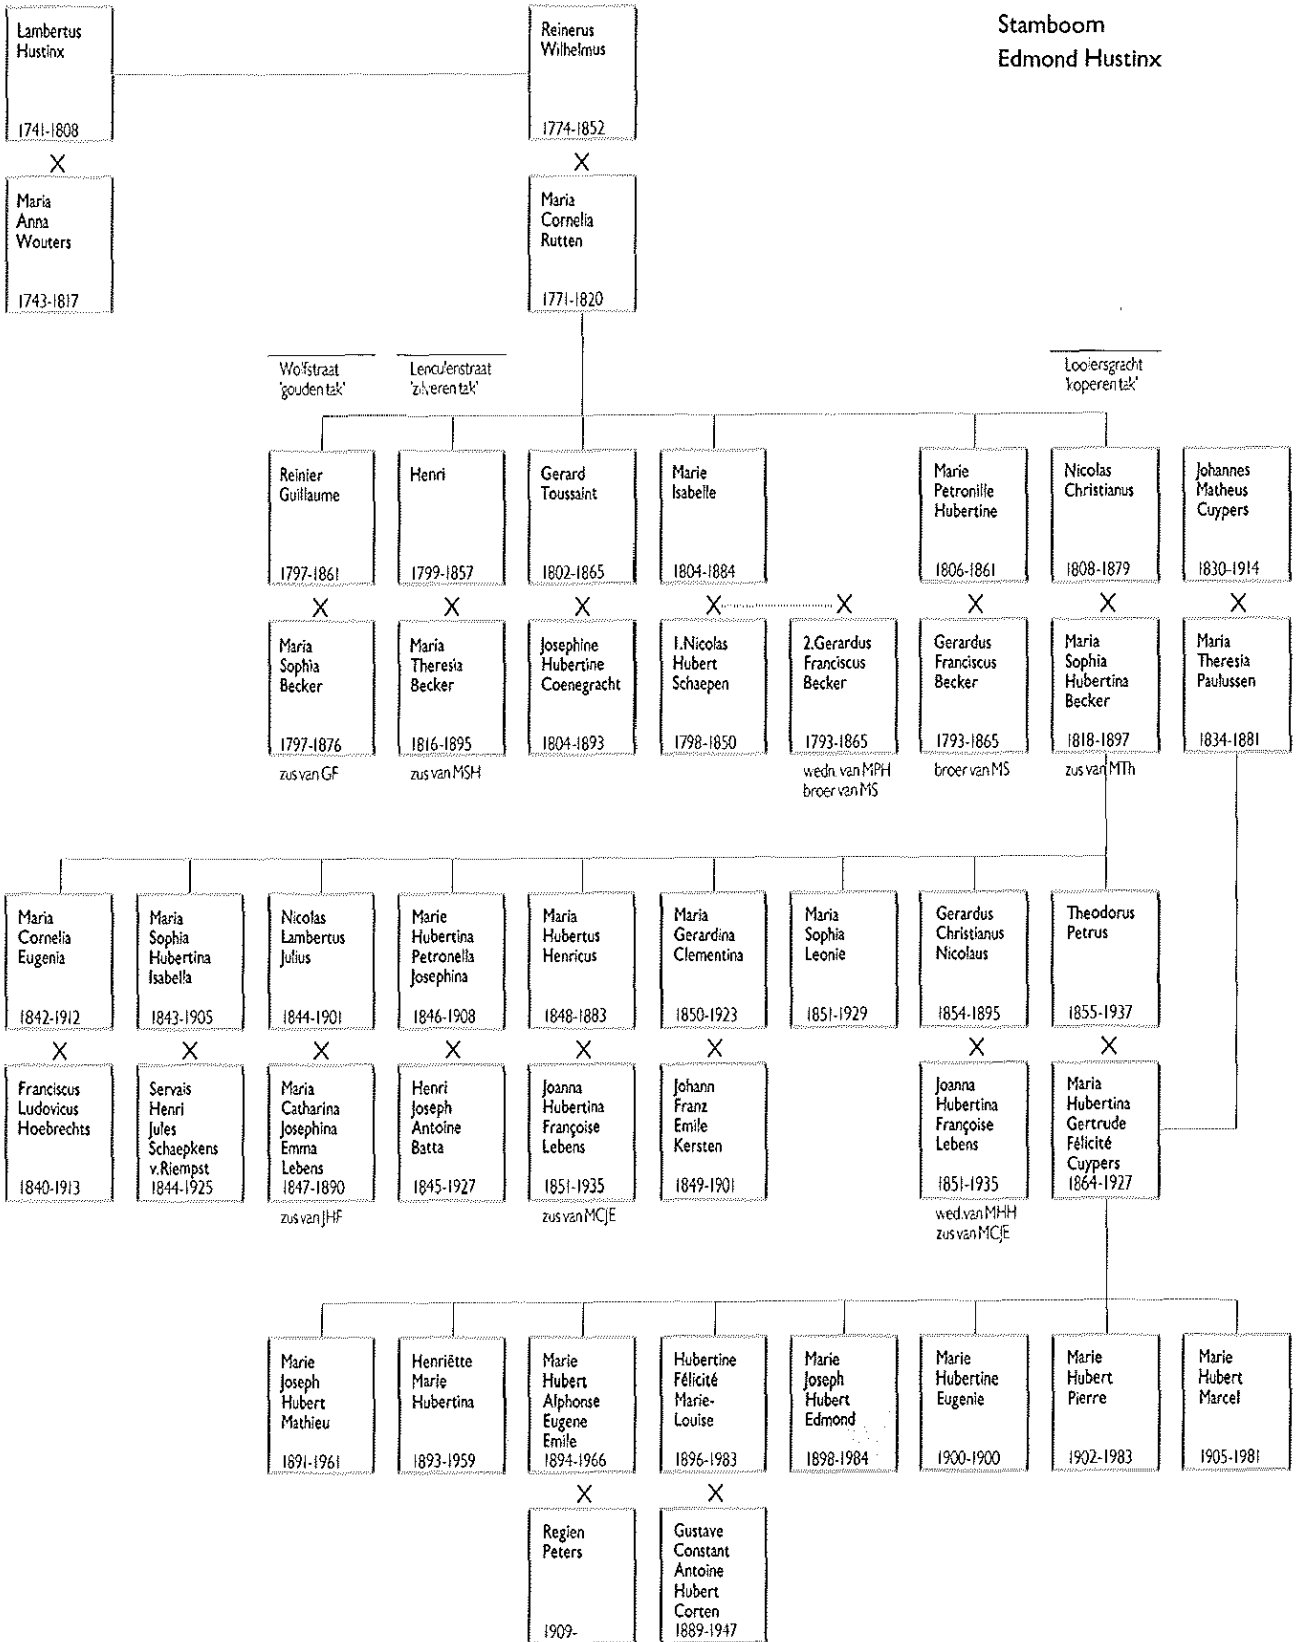 Stamboom
Edmond Hustinx
Lambertus
Hustinx
1741-1808
Reinerus
Wilhelmus
1774-1852
X
X
Maria
Anna
Wouters
1743-1817
Maria
Cornelia
Rutten
1771-1820
Wolfstraat
'gouden tak'
Lenculenstraat
'zilveren tak'
Looiersgracht
'koperen tak'
Reinier
Guillaume
1797-1861
Henri
1799-1857
Gerard
Toussaint
1802-1865
Marie
Isabelle
1804-1884
Marie
Petronille
Hubertine
1806-1861
Nicolas
Christianus
1808-1879
Johannes
Matheus
Cuypers
1830-1914
X
X
X
X
X
X
X
X
Maria
Sophia
Becker
1797-1876
zus van GF
Maria
Theresia
Becker
1816-1895
zus van MSH
Josephine
Hubertine
Coenegracht
1804-1893
1.Nicolas
Hubert
Schaepen
1798-1850
2.Gerardus
Franciscus
Becker
1793-1865
wedn. van MPH
broer van MS
Gerardus
Franciscus
Becker
1793-1865
broer van MS
Maria
Sophia
Hubertina
Becker
1818-1897
zus van MTh
Maria
Theresia
Paulussen
1834-1881
Maria
Cornelia
Eugenia
1842-1912
Maria
Sophia
Hubertina
Isabella
1843-1905
Nicolas
Lambertus
Julius
1844-1901
Marie
Hubertina
Petronella
Josephina
1846-1908
Maria
Hubertus
Henricus
1848-1883
Maria
Gerardina
Clementina
1850-1923
Maria
Sophia
Leonie
1851-1929
Gerardus
Christianus
Nicolaus
1854-1895
Theodorus
Petrus
1855-1937
X
X
X
X
X
X
X
X
Franciscus
Ludovicus
Hoebrechts
1840-1913
Servais
Henri
Jules
Schaepkens
v.Riempst
1844-1925
Maria
Catharina
Josephina
Emma
Lebens
1847-1890
zus van JHF
Henri
Joseph
Antoine
Batta
1845-1927
Joanna
Hubertina
Françoise
Lebens
1851-1935
zus van MCJE
Johann
Franz
Emile
Kersten
1849-1901
Joanna
Hubertina
Françoise
Lebens
1851-1935
wed.van MHH
zus van MCJE
Maria
Hubertina
Gertrude
Félicité
Cuypers
1864-1927
Marie
Joseph
Hubert
Mathieu
1891-1961
Henriëtte
Marie
Hubertina
1893-1959
Marie
Hubert
Alphonse
Eugene
Emile
1894-1966
Hubertine
Félicité
Marie-
Louise
1896-1983
Marie
Joseph
Hubert
Edmond
1898-1984
Marie
Hubertine
Eugenie
1900-1900
Marie
Hubert
Pierre
1902-1983
Marie
Hubert
Marcel
1905-1981
X
X
Regien
Peters
1909-
Gustave
Constant
Antoine
Hubert
Corten
1889-1947